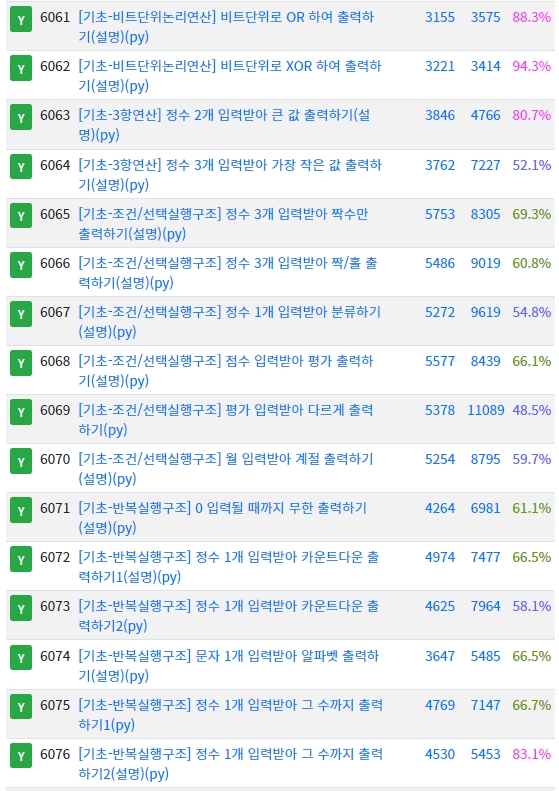 Y 6061 [기초-비트단위논리연산] 비트단위로 OR 하여 출력하 3155 3575 88.3%
기(설명)(py)
Y 6062 [기초-비트단위논리연산] 비트단위로 XOR 하여 출력하 3221 3414 94.3%
기(설명)(py)
Y 6063 [기초-3항연산] 정수 2개 입력받아 큰 값 출력하기(설 3846 4766 80.7%
명)(py)
Y 6064 [기초-3항연산] 정수 3개 입력받아 가장 작은 값 출력하 3762 7227 52.1%
기(설명)(py)
Y 6065 [기초-조건/선택실행구조] 정수 3개 입력받아 짝수만 5753 8305 69.3%
출력하기(설명)(py)
Y 6066 [기초-조건/선택실행구조] 정수 3개 입력받아 짝/홀 출 5486 9019 60.8%
력하기(설명)(py)
Y 6067 [기초-조건/선택실행구조] 정수 1개 입력받아 분류하기 5272 9619 54.8%
(설명)(py)
Y 6068 [기초-조건/선택실행구조] 점수 입력받아 평가 출력하 5577 8439 66.1%
기(설명)(py)
Y 6069 [기초-조건/선택실행구조] 평가 입력받아 다르게 출력 5378 11089 48.5%
하기(py)
Y 6070 [기초-조건/선택실행구조] 월 입력받아 계절 출력하기 5254 8795 59.7%
(설명)(py)
Y 6071 [기초-반복실행구조] 0 입력될 때까지 무한 출력하기 4264 6981 61.1%
(설명)(py)
Y 6072 [기초-반복실행구조] 정수 1개 입력받아 카운트다운 출 4974 7477 66.5%
력하기1(설명)(py)
Y 6073 [기초-반복실행구조] 정수 1개 입력받아 카운트다운 출 4625 7964 58.1%
력하기2(py)
Y 6074 [기초-반복실행구조] 문자 1개 입력받아 알파벳 출력하 3647 5485 66.5%
기(설명)(py)
Y 6075 [기초-반복실행구조] 정수 1개 입력받아 그 수까지 출력 4769 7147 66.7%
하기1(py)
Y 6076 [기초-반복실행구조] 정수 1개 입력받아 그 수까지 출력 4530 5453 83.1%
하기2(설명)(py)